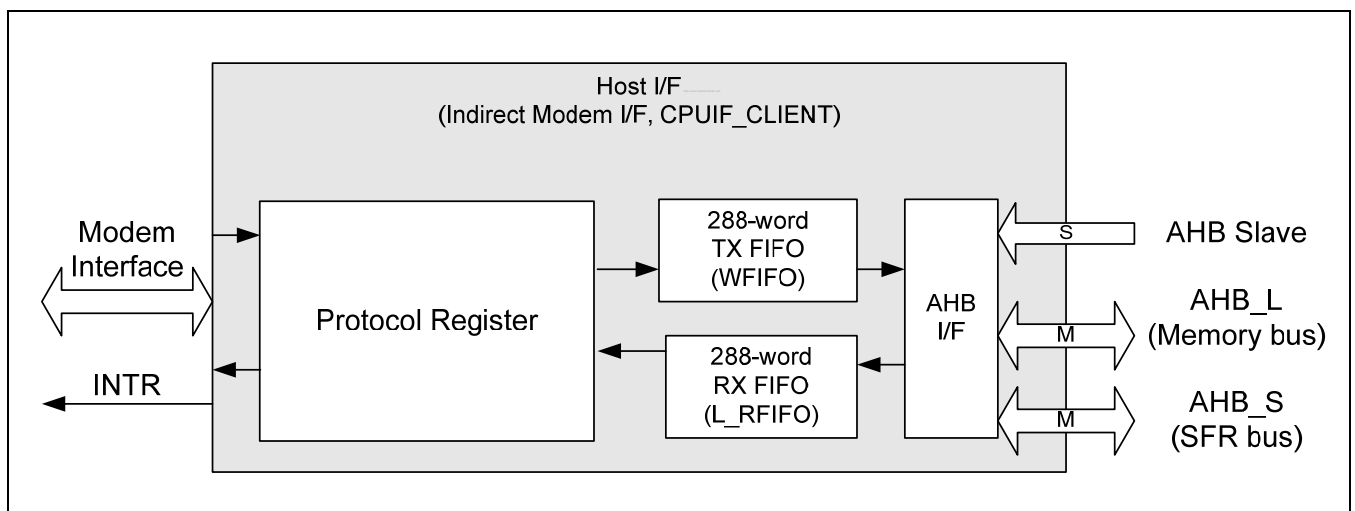 Host I/F
(Indirect Modem I/F, CPUIF_CLIENT)
Modem
Interface
INTR
Protocol Register
288-word
TX FIFO
(WFIFO)
288-word
RX FIFO
(L_RFIFO)
AHB
I/F
S
AHB Slave
M
AHB_L
(Memory bus)
M
AHB_S
(SFR bus)